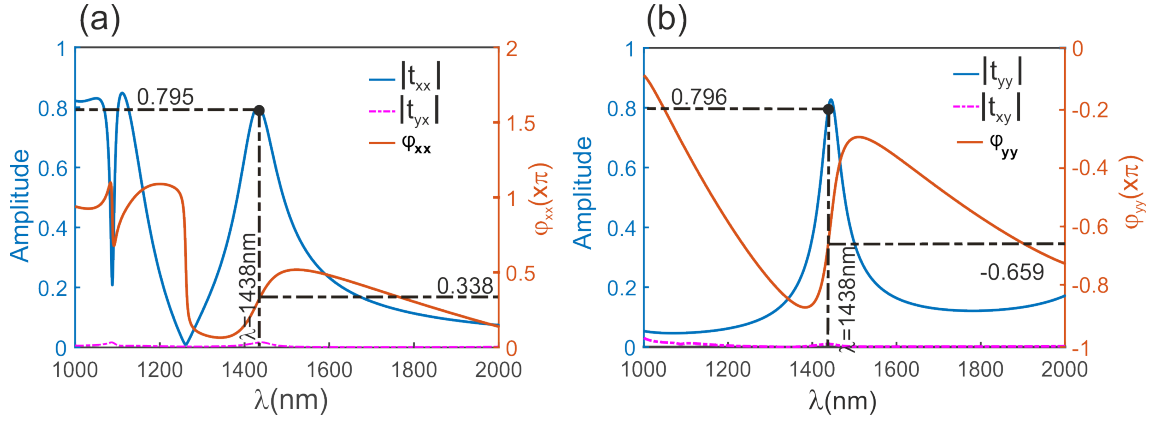 (a)
1
0.8
0.6
0.4
0.2
0
Amplitude
0.795
|t_xx|
|t_yx|
φ_xx
λ=1438nm
0.338
2
1.5
1
0.5
0
φ_xx(xπ)
1000 1200 1400 1600 1800 2000
λ(nm)
(b)
1
0.8
0.6
0.4
0.2
0
Amplitude
0.796
|t_yy|
|t_xy|
φ_yy
λ=1438nm
-0.659
0
-0.2
-0.4
-0.6
-0.8
-1
φ_yy(xπ)
1000 1200 1400 1600 1800 2000
λ(nm)